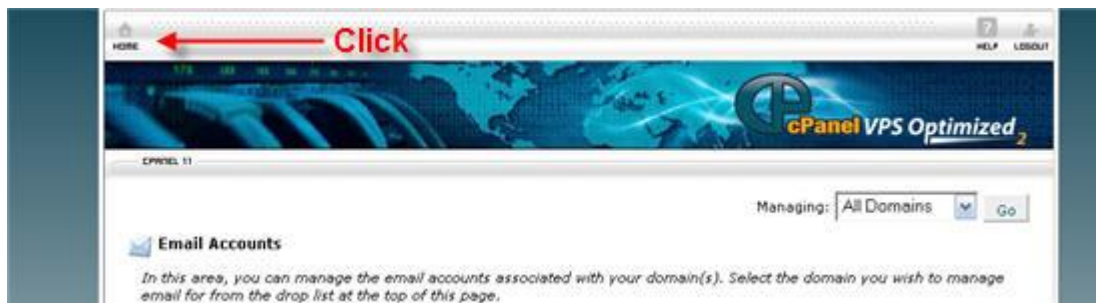 Click
HOME
HELP LOGOUT
cPanel VPS Optimized 2
CPANEL 11
Managing: All Domains Go
Email Accounts
In this area, you can manage the email accounts associated with your domain(s). Select the domain you wish to manage
email for from the drop list at the top of this page.